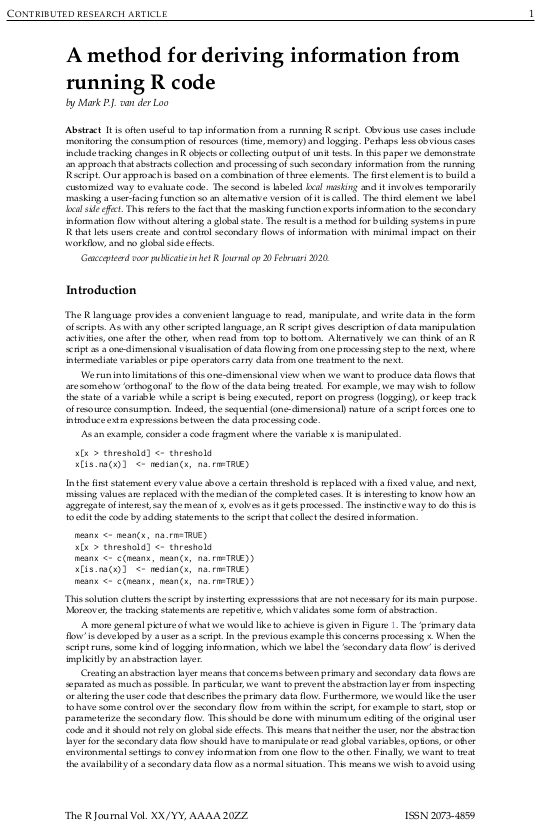 CONTRIBUTED RESEARCH ARTICLE 1
A method for deriving information from
running R code
by Mark P.J. van der Loo
Abstract It is often useful to tap information from a running R script. Obvious use cases include
monitoring the consumption of resources (time, memory) and logging. Perhaps less obvious cases
include tracking changes in R objects or collecting output of unit tests. In this paper we demonstrate
an approach that abstracts collection and processing of such secondary information from the running
R script. Our approach is based on a combination of three elements. The first element is to build a
customized way to evaluate code. The second is labeled local masking and it involves temporarily
masking a user-facing function so an alternative version of it is called. The third element we label
local side effect. This refers to the fact that the masking function exports information to the secondary
information flow without altering a global state. The result is a method for building systems in pure
R that lets users create and control secondary flows of information with minimal impact on their
workflow, and no global side effects.
Geaccepteerd voor publicatie in het R Journal op 20 Februari 2020.
Introduction
The R language provides a convenient language to read, manipulate, and write data in the form
of scripts. As with any other scripted language, an R script gives description of data manipulation
activities, one after the other, when read from top to bottom. Alternatively we can think of an R
script as a one-dimensional visualisation of data flowing from one processing step to the next, where
intermediate variables or pipe operators carry data from one treatment to the next.
We run into limitations of this one-dimensional view when we want to produce data flows that
are somehow ‘orthogonal’ to the flow of the data being treated. For example, we may wish to follow
the state of a variable while a script is being executed, report on progress (logging), or keep track
of resource consumption. Indeed, the sequential (one-dimensional) nature of a script forces one to
introduce extra expressions between the data processing code.
As an example, consider a code fragment where the variable x is manipulated.
x[x > threshold] <- threshold
x[is.na(x)] <- median(x, na.rm=TRUE)
In the first statement every value above a certain threshold is replaced with a fixed value, and next,
missing values are replaced with the median of the completed cases. It is interesting to know how an
aggregate of interest, say the mean of x, evolves as it gets processed. The instinctive way to do this is
to edit the code by adding statements to the script that collect the desired information.
meanx <- mean(x, na.rm=TRUE)
x[x > threshold] <- threshold
meanx <- c(meanx, mean(x, na.rm=TRUE))
x[is.na(x)] <- median(x, na.rm=TRUE)
meanx <- c(meanx, mean(x, na.rm=TRUE))
This solution clutters the script by insterting expresssions that are not necessary for its main purpose.
Moreover, the tracking statements are repetitive, which validates some form of abstraction.
A more general picture of what we would like to achieve is given in Figure 1. The ‘primary data
flow’ is developed by a user as a script. In the previous example this concerns processing x. When the
script runs, some kind of logging information, which we label the ‘secondary data flow’ is derived
implicitly by an abstraction layer.
Creating an abstraction layer means that concerns between primary and secondary data flows are
separated as much as possible. In particular, we want to prevent the abstraction layer from inspecting
or altering the user code that describes the primary data flow. Furthermore, we would like the user
to have some control over the secondary flow from within the script, for example to start, stop or
parameterize the secondary flow. This should be done with minumum editing of the original user
code and it should not rely on global side effects. This means that neither the user, nor the abstraction
layer for the secondary data flow should have to manipulate or read global variables, options, or other
environmental settings to convey information from one flow to the other. Finally, we want to treat
the availability of a secondary data flow as a normal situation. This means we wish to avoid using
The R Journal Vol. XX/YY, AAAA 20ZZ ISSN 2073-4859